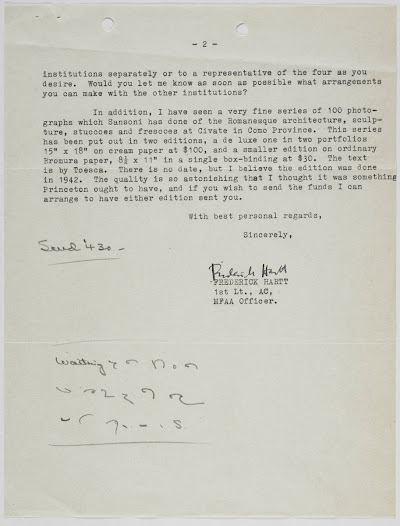 - 2 -
institutions separately or to a representative of the four as you
desire. Would you let me know as soon as possible what arrangements
you can make with the other institutions?
In addition, I have seen a very fine series of 100 photo-
graphs which Sansoni has done of the Romanesque architecture, sculp-
ture, stuccoes and frescoes at Civate in Como Province. This series
has been put out in two editions, a de luxe one in two portfolios
15" x 18" on cream paper at $100, and a smaller edition on ordinary
Bromura paper, 8½ x 11" in a single box-binding at $30. The text
is by Toesca. There is no date, but I believe the edition was done
in 1942. The quality is so astonishing that I thought it was something
Princeton ought to have, and if you wish to send the funds I can
arrange to have either edition sent you.
With best personal regards,
Sincerely,
Send $30 -
Frederick Hartt
FREDERICK HARTT
1st Lt., AC,
MFAA Officer.